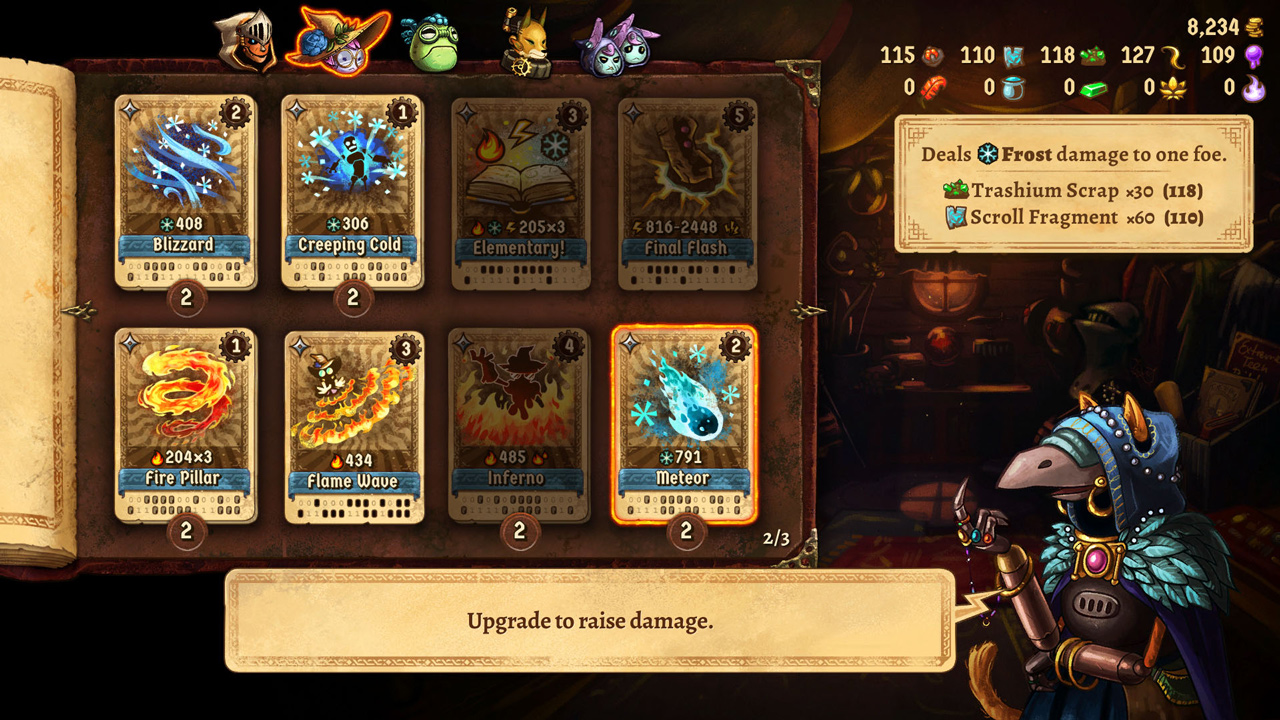 8,234
115 110 118 127 109
0 0 0 0 0
Deals Frost damage to one foe.
Trashium Scrap ×30 (118)
Scroll Fragment ×60 (110)
2
408
Blizzard
2
1
306
Creeping Cold
2
3
205×3
Elementary!
5
816-2448
Final Flash
1
204×3
Fire Pillar
2
3
434
Flame Wave
4
485
Inferno
2
2
791
Meteor
2
2/3
Upgrade to raise damage.